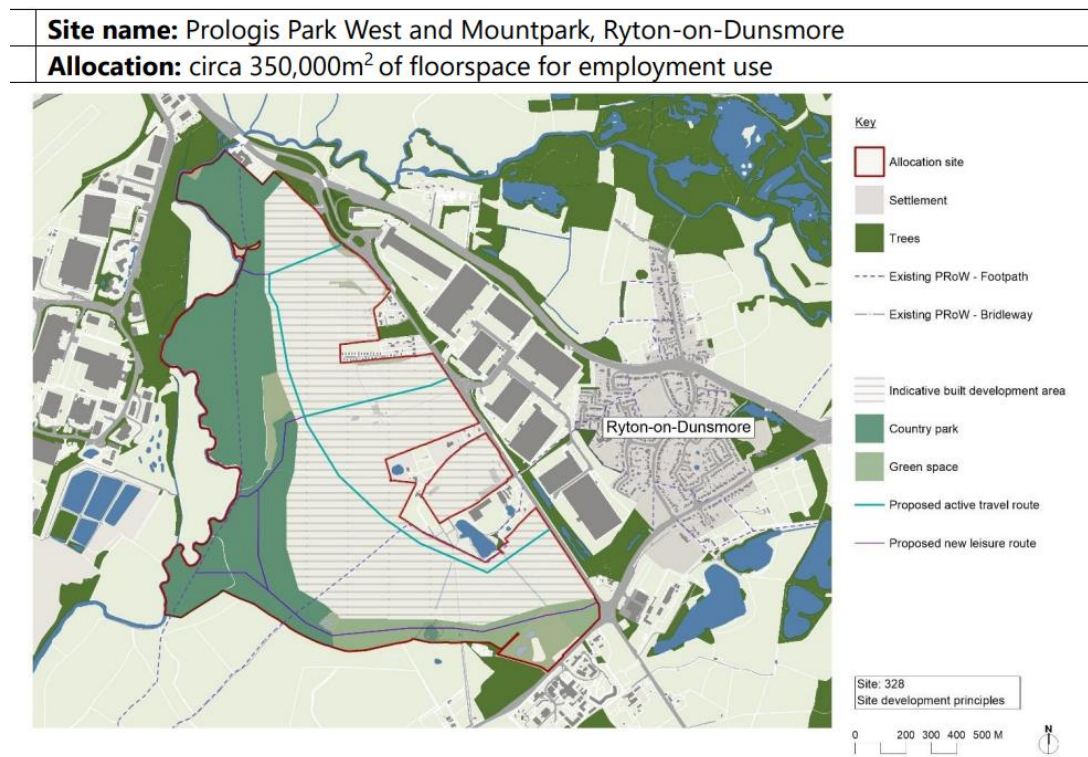 Site name: Prologis Park West and Mountpark, Ryton-on-Dunsmore
Allocation: circa 350,000m² of floorspace for employment use
Key
Allocation site
Settlement
Trees
Existing PRoW - Footpath
Existing PRoW - Bridleway
Indicative built development area
Country park
Green space
Proposed active travel route
Proposed new leisure route
Ryton-on-Dunsmore
Site: 328
Site development principles
0 200 300 400 500 M
N